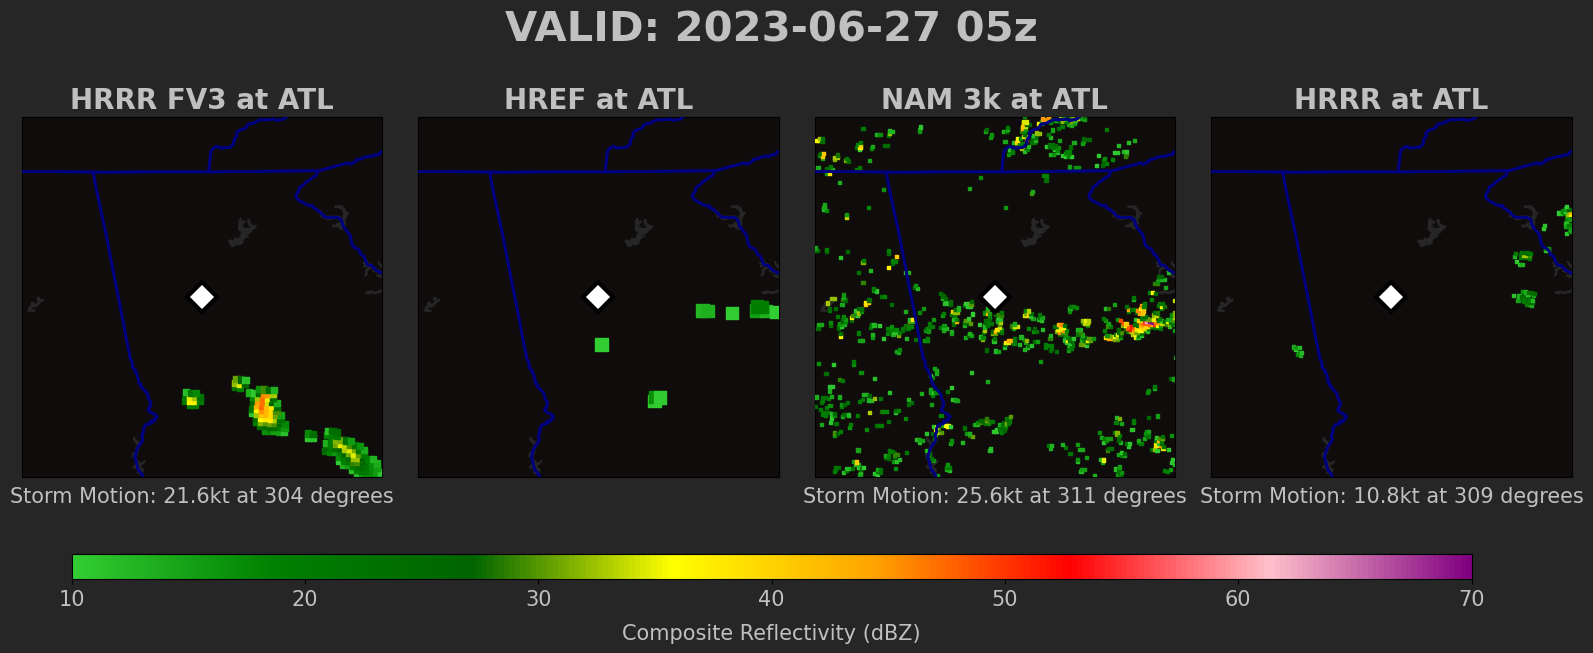 VALID: 2023-06-27 05z
HRRR FV3 at ATL
HREF at ATL
NAM 3k at ATL
HRRR at ATL
Storm Motion: 21.6kt at 304 degrees
Storm Motion: 25.6kt at 311 degrees
Storm Motion: 10.8kt at 309 degrees
10 20 30 40 50 60 70
Composite Reflectivity (dBZ)